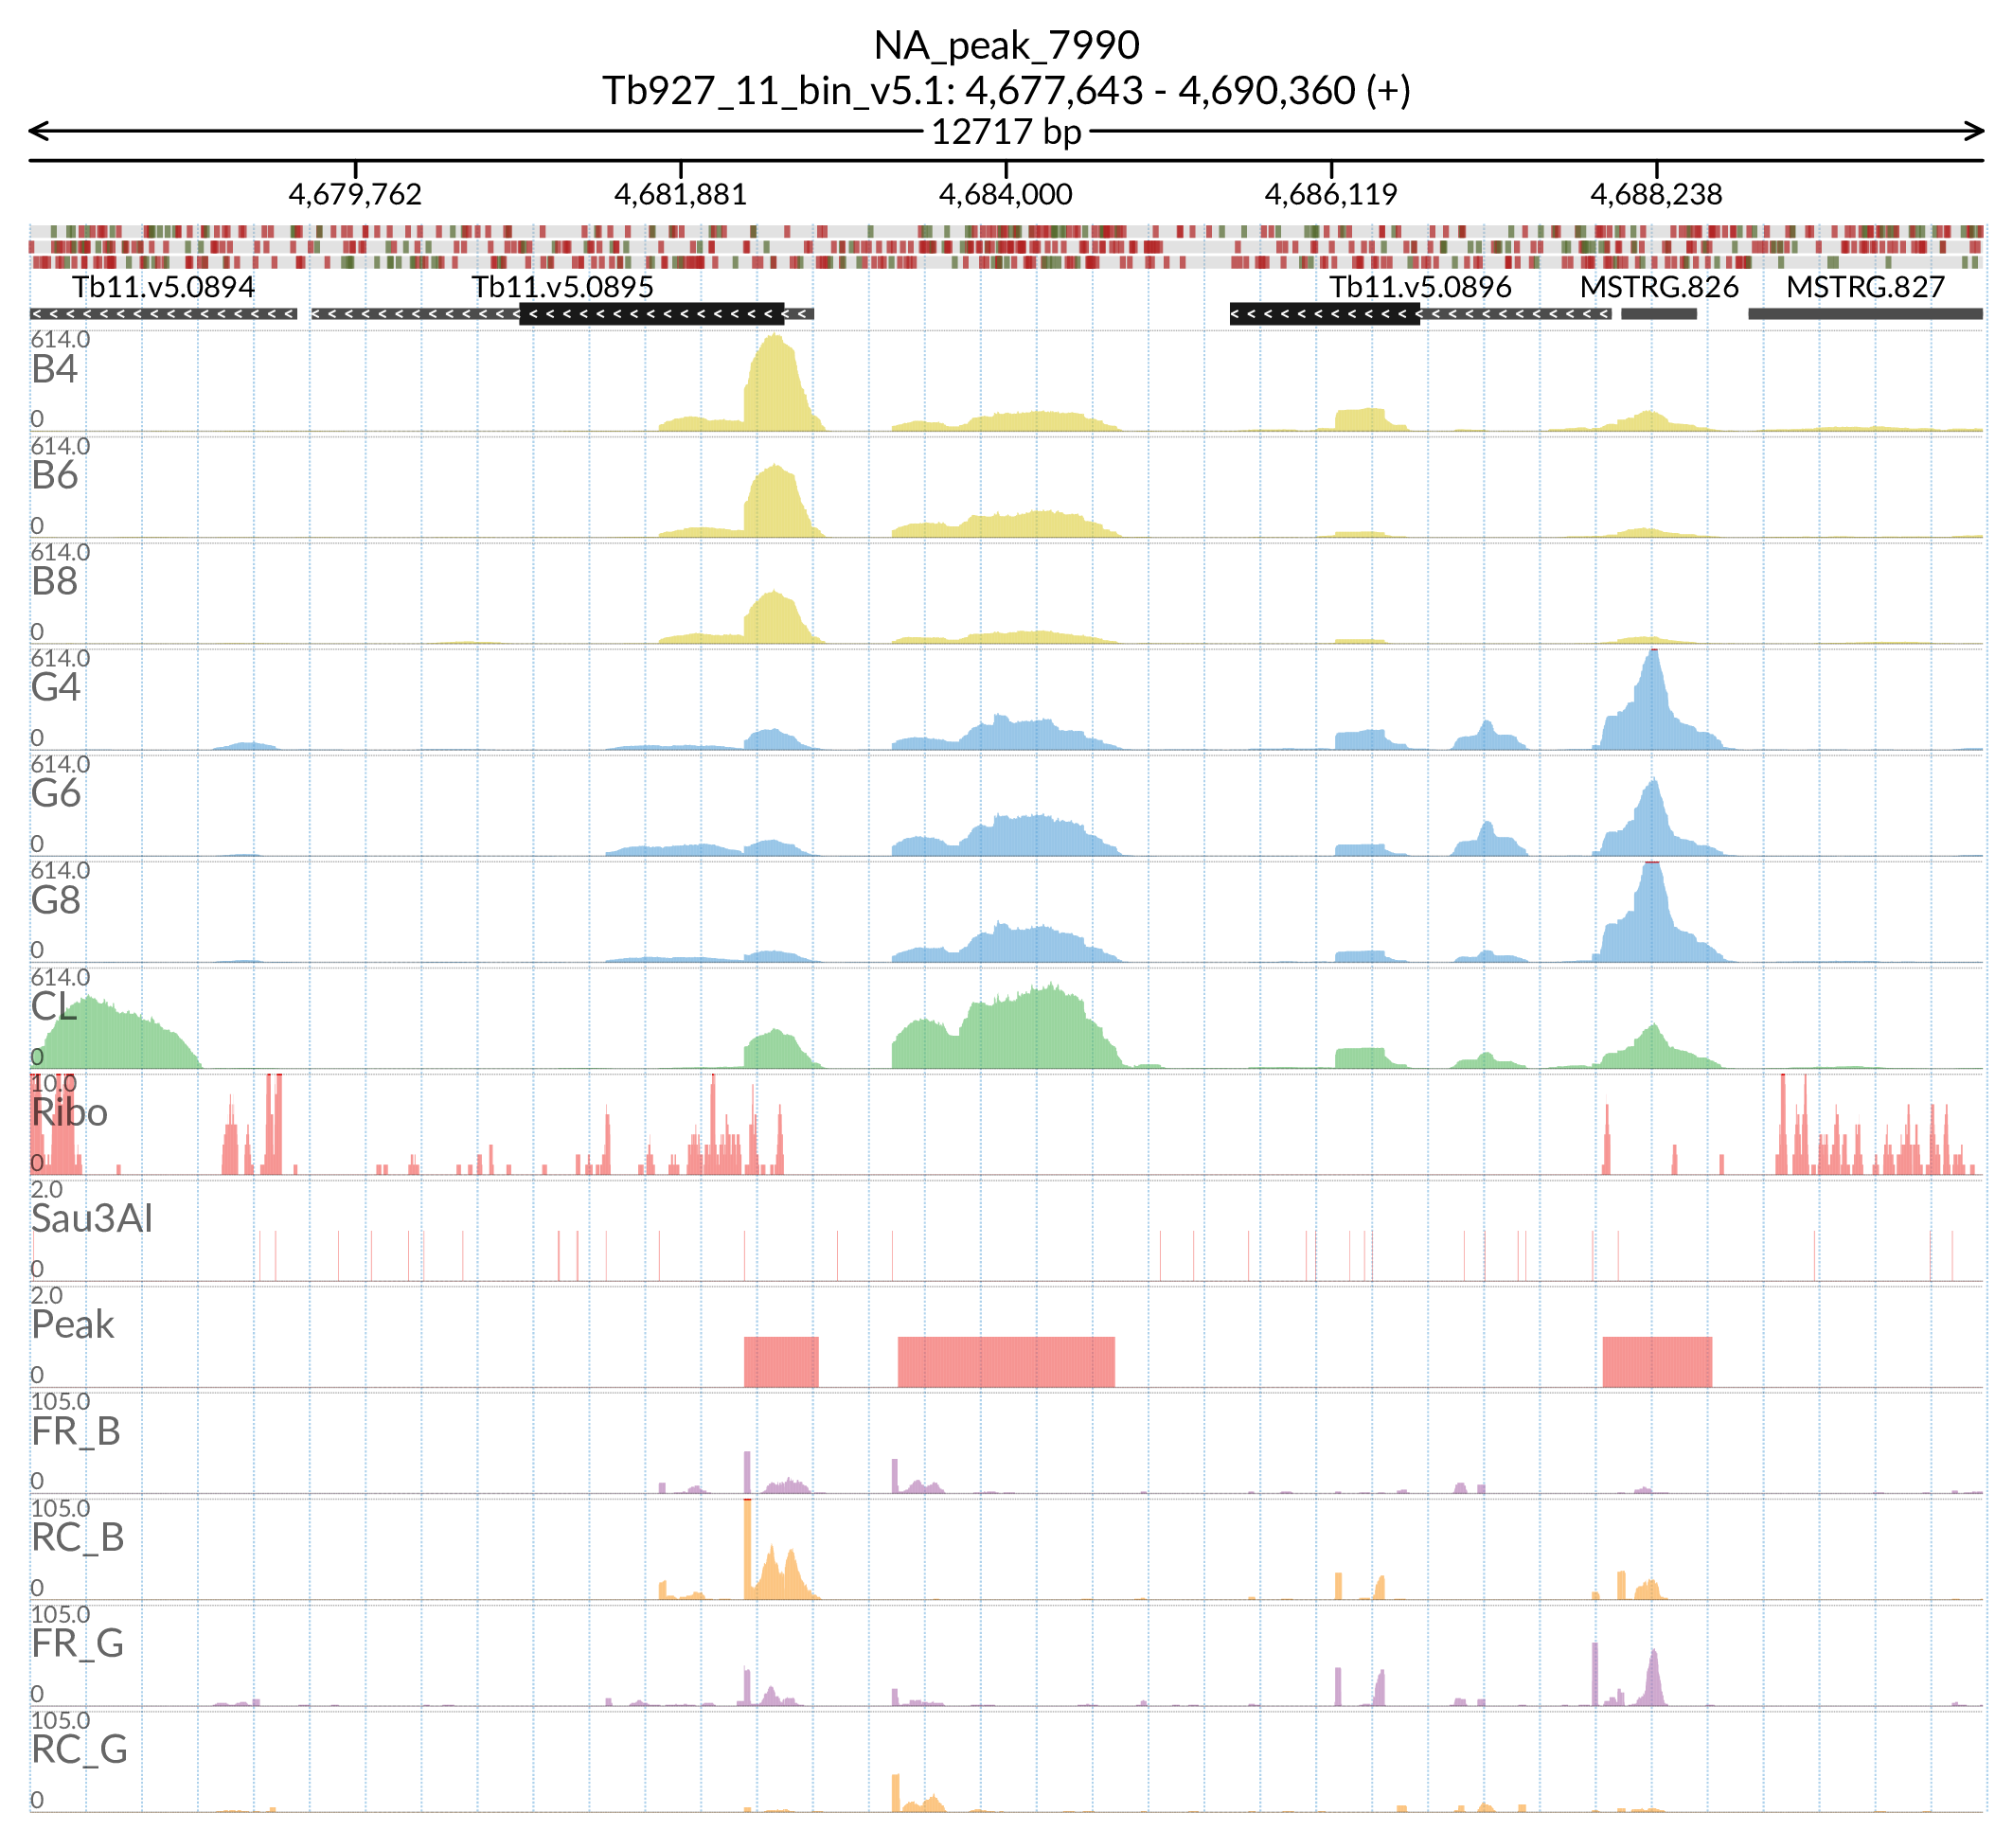 NA_peak_7990
Tb927_11_bin_v5.1: 4,677,643 - 4,690,360 (+)
12717 bp
4,679,762 4,681,881 4,684,000 4,686,119 4,688,238
Tb11.v5.0894 Tb11.v5.0895 Tb11.v5.0896 MSTRG.826 MSTRG.827
614.0
B4
0
614.0
B6
0
614.0
B8
0
614.0
G4
0
614.0
G6
0
614.0
G8
0
614.0
CL
0
10.0
Ribo
0
2.0
Sau3AI
0
2.0
Peak
0
105.0
FR_B
0
105.0
RC_B
0
105.0
FR_G
0
105.0
RC_G
0